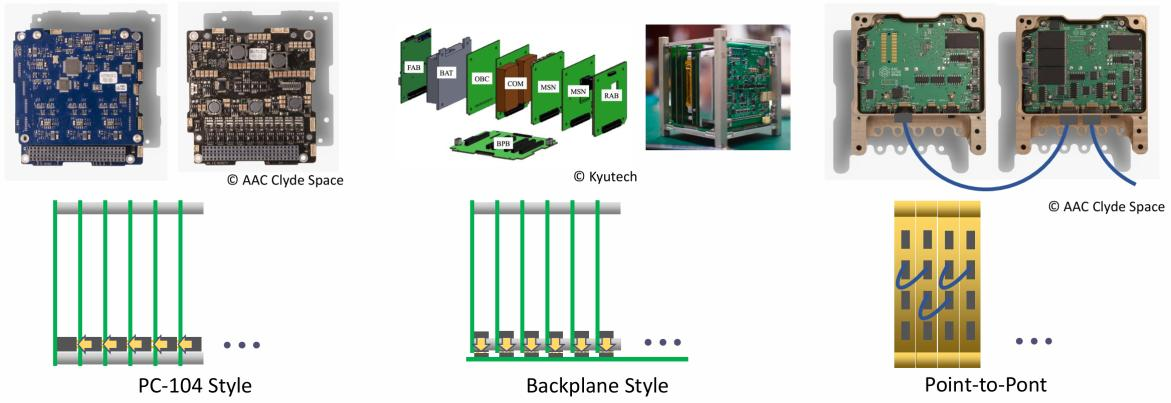 FAB
BAT
OBC
COM
MSN
MSN
RAB
BPB
© AAC Clyde Space
© Kyutech
© AAC Clyde Space
PC-104 Style
Backplane Style
Point-to-Pont